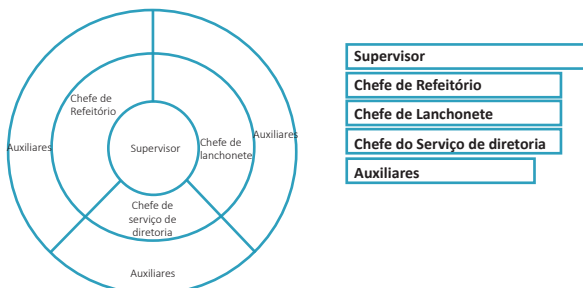 Chefe de
Refeitório
Auxiliares
Supervisor
Chefe de
lanchonete
Auxiliares
Chefe de
serviço de
diretoria
Auxiliares
Supervisor
Chefe de Refeitório
Chefe de Lanchonete
Chefe do Serviço de diretoria
Auxiliares